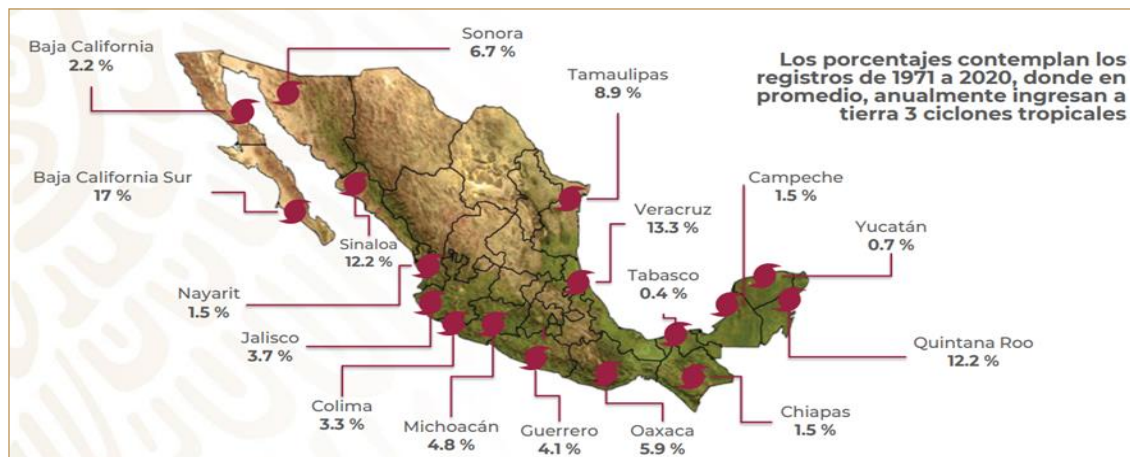 Baja California
2.2 %
Sonora
6.7 %
Tamaulipas
8.9 %
Los porcentajes contemplan los
registros de 1971 a 2020, donde en
promedio, anualmente ingresan a
tierra 3 ciclones tropicales
Baja California Sur
17 %
Sinaloa
12.2 %
Veracruz
13.3 %
Campeche
1.5 %
Yucatán
0.7 %
Nayarit
1.5 %
Tabasco
0.4 %
Jalisco
3.7 %
Quintana Roo
12.2 %
Colima
3.3 %
Michoacán
4.8 %
Guerrero
4.1 %
Oaxaca
5.9 %
Chiapas
1.5 %